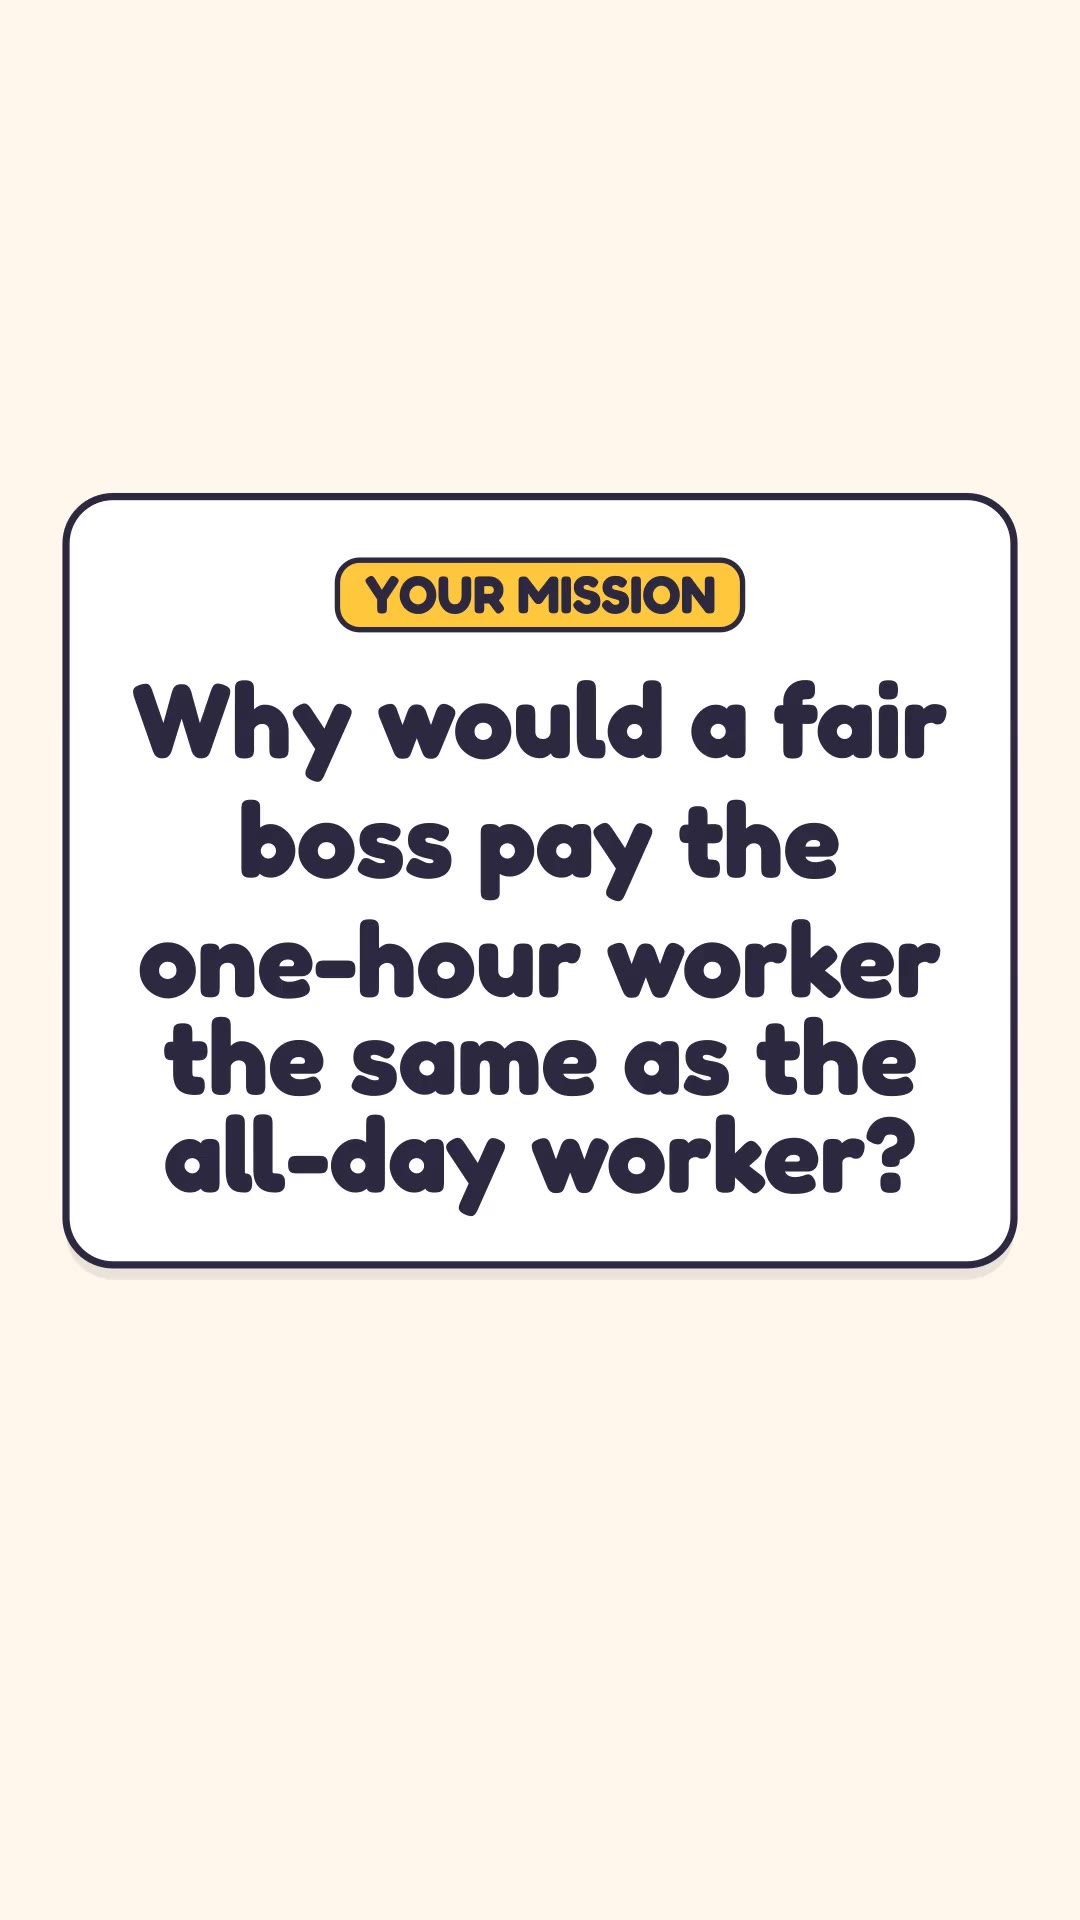 YOUR MISSION
Why would a fair
boss pay the
one-hour worker
the same as the
all-day worker?